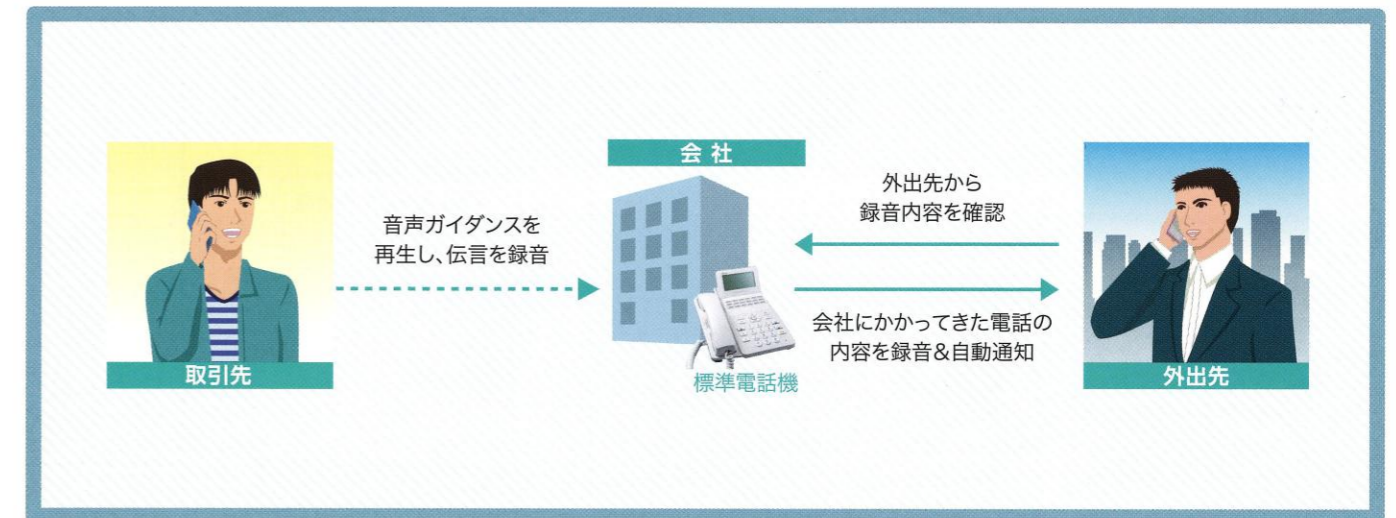 会社
音声ガイダンスを
再生し、伝言を録音
取引先
標準電話機
外出先から
録音内容を確認
会社にかかってきた電話の
内容を録音&自動通知
外出先